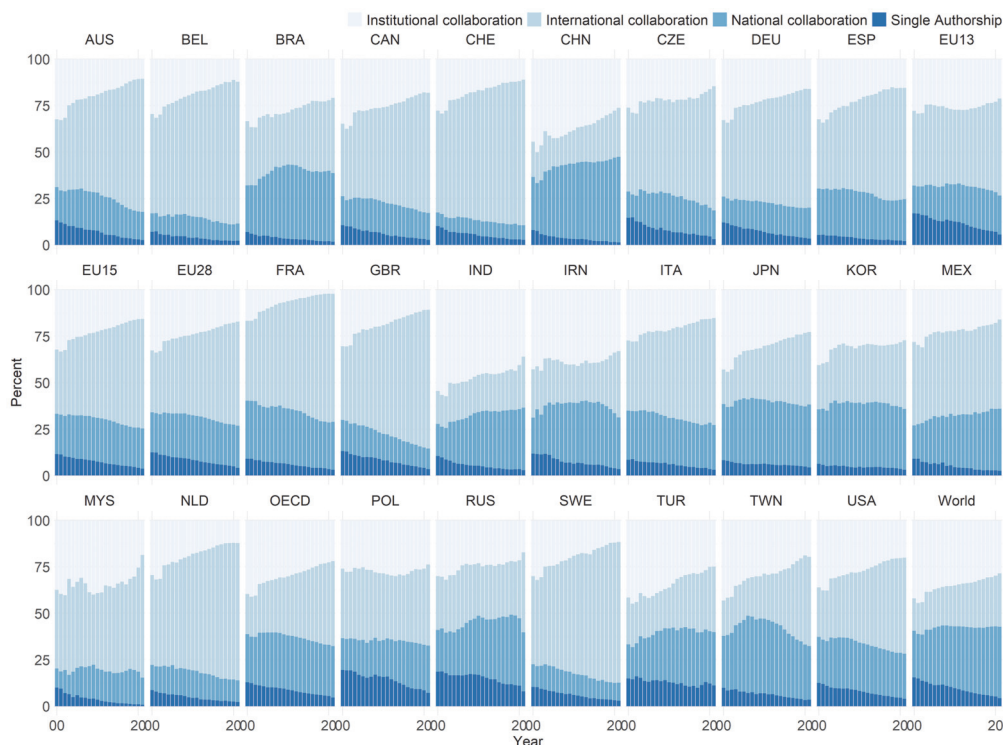 Institutional collaboration International collaboration National collaboration Single Authorship
AUS BEL BRA CAN CHE CHN CZE DEU ESP EU13
100
75
50
25
0
EU15 EU28 FRA GBR IND IRN ITA JPN KOR MEX
100
75
50
25
0
Percent
MYS NLD OECD POL RUS SWE TUR TWN USA World
100
75
50
25
0
00 2000 2000 2000 2000 2000 2000 2000 2000 2000 20
Year